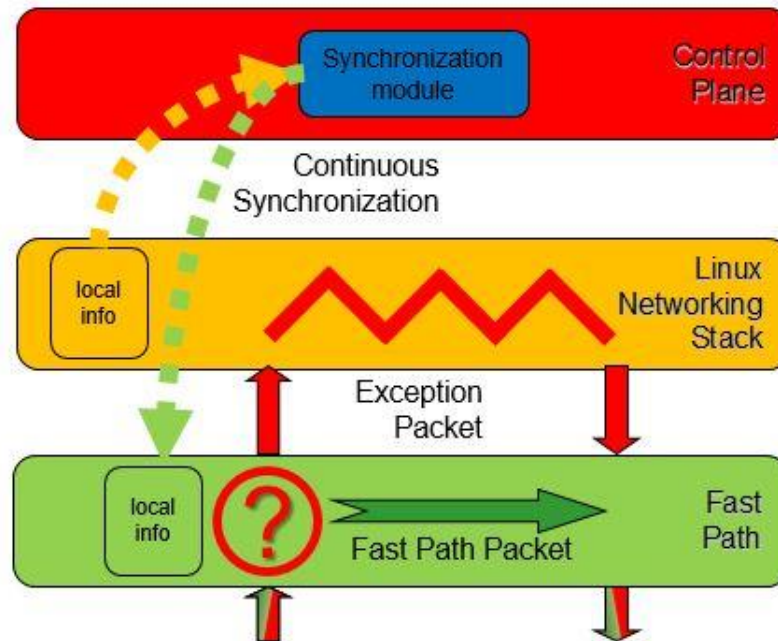 Synchronization
module
Control
Plane
Continuous
Synchronization
local
info
Linux
Networking
Stack
Exception
Packet
local
info
?
Fast Path Packet
Fast
Path